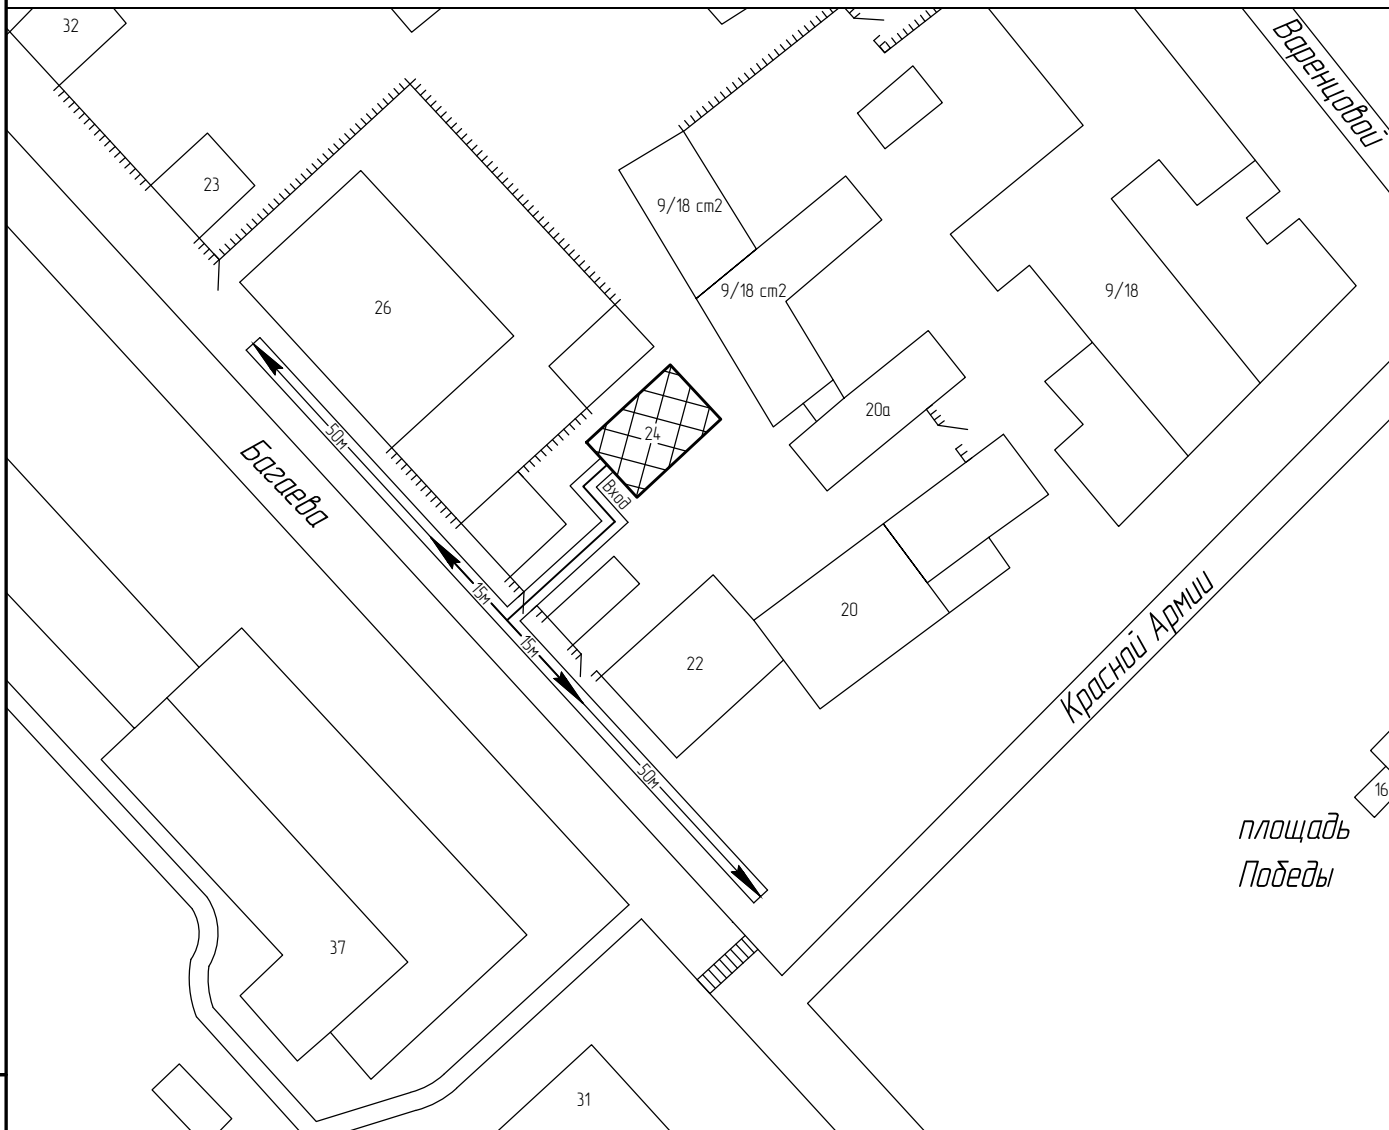 32
Варенцовой
23
9/18 ст2
26
9/18 ст2
9/18
20а
24
50м
Багаева
Вход
15м
15м
20
22
Красной Армии
50м
16
площадь
Победы
37
31